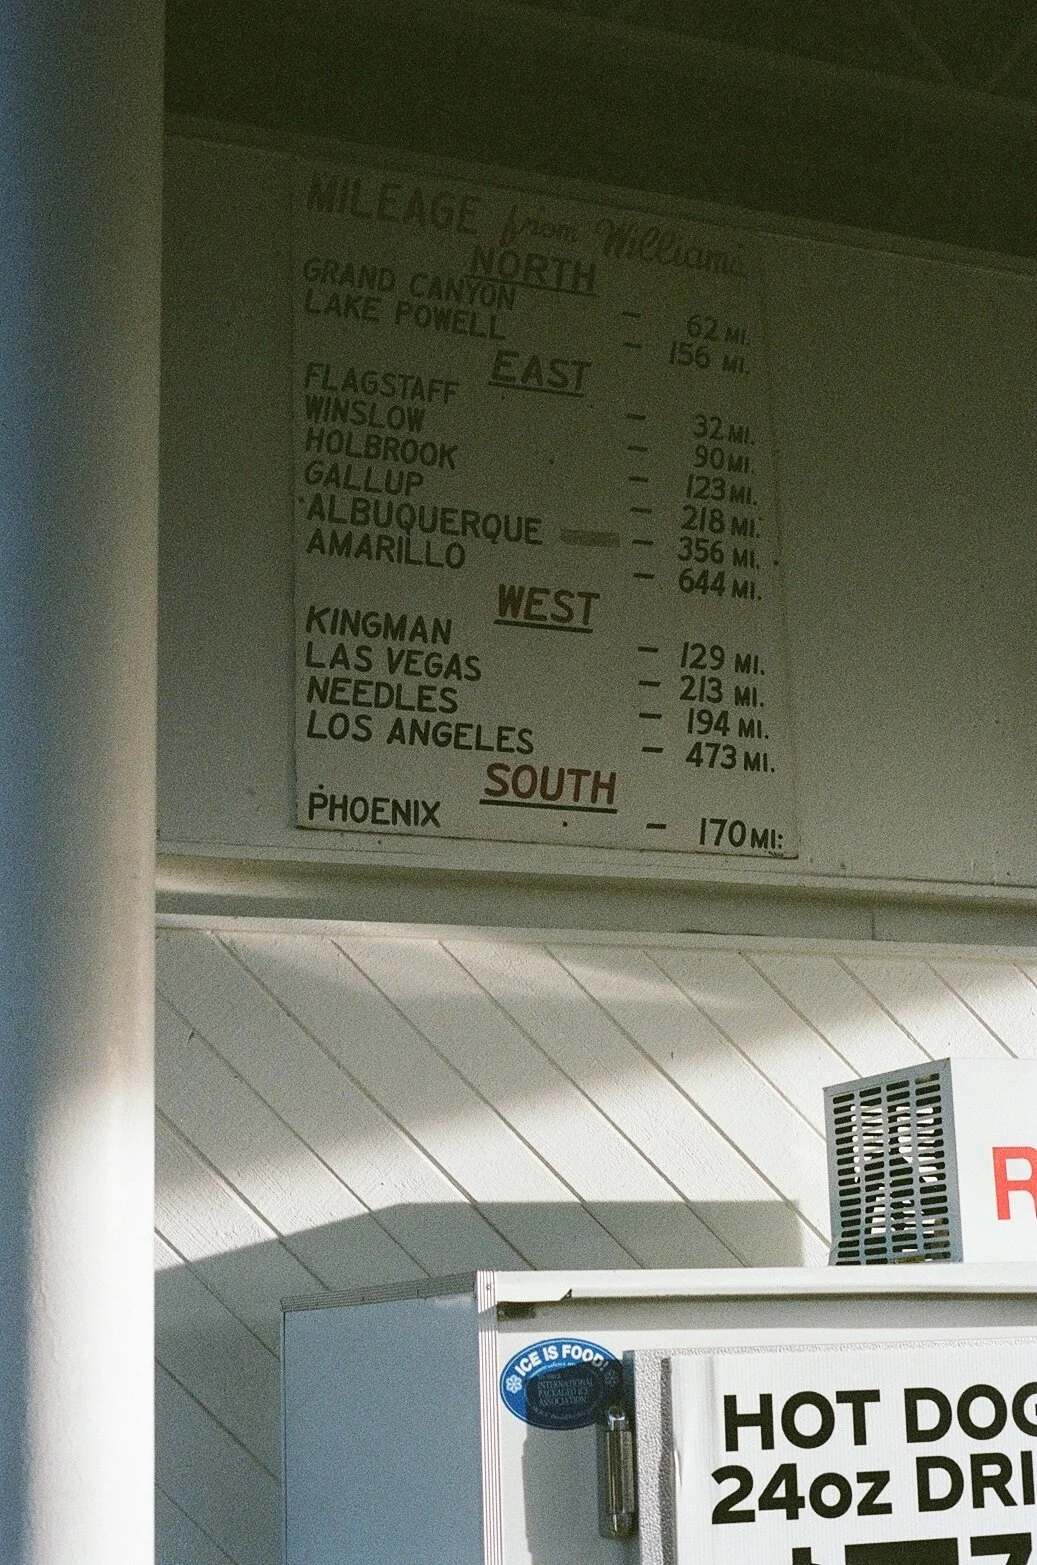 MILEAGE from Williams
NORTH
GRAND CANYON - 62 MI.
LAKE POWELL - 156 MI.
EAST
FLAGSTAFF - 32 MI.
WINSLOW - 90 MI.
HOLBROOK - 123 MI.
GALLUP - 218 MI.
ALBUQUERQUE - 356 MI.
AMARILLO - 644 MI.
WEST
KINGMAN - 129 MI.
LAS VEGAS - 213 MI.
NEEDLES - 194 MI.
LOS ANGELES - 473 MI.
SOUTH
PHOENIX - 170 MI.
R
ICE IS FOOD!
HOT DOG
24oz DRI